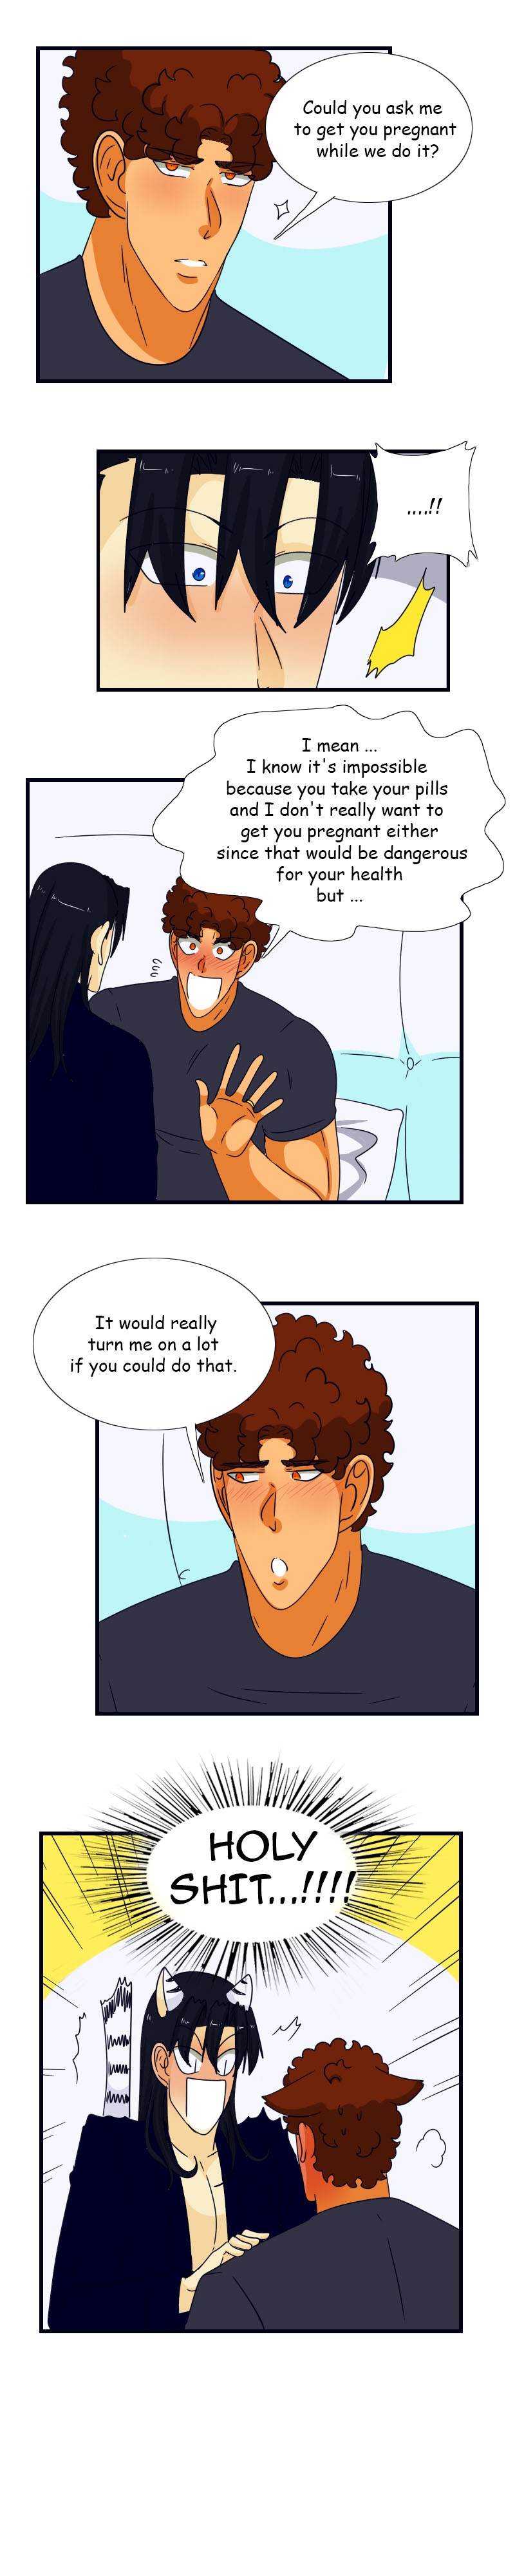 Could you ask me
to get you pregnant
while we do it?
....!!
I mean ...
I know it's impossible
because you take your pills
and I don't really want to
get you pregnant either
since that would be dangerous
for your health
but ...
It would really
turn me on a lot
if you could do that.
HOLY
SHIT...!!!!